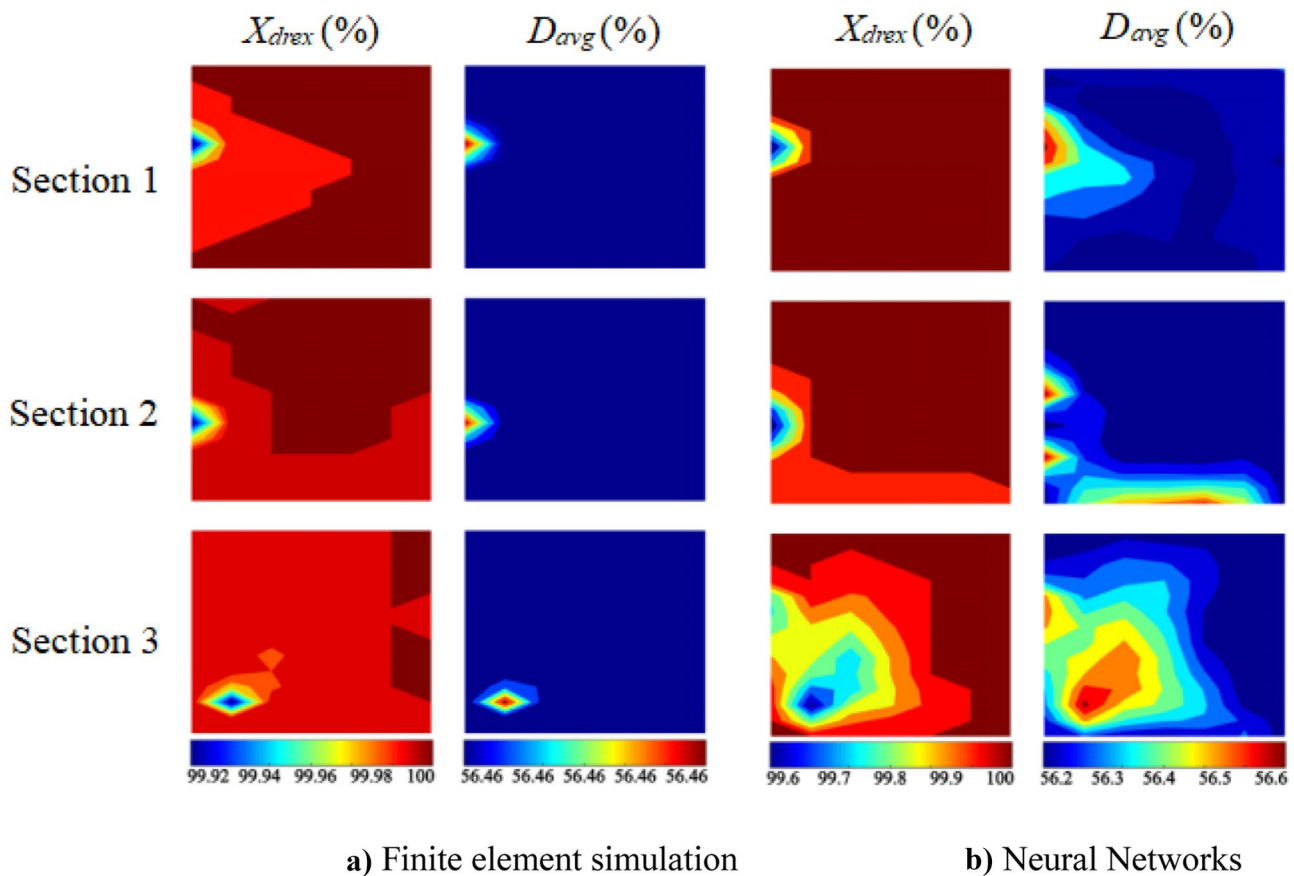 Xdrex (%) Davg (%) Xdrex (%) Davg (%)
Section 1
Section 2
Section 3
99.92 99.94 99.96 99.98 100 56.46 56.46 56.46 56.46 56.46 99.6 99.7 99.8 99.9 100 56.2 56.3 56.4 56.5 56.6
a) Finite element simulation b) Neural Networks